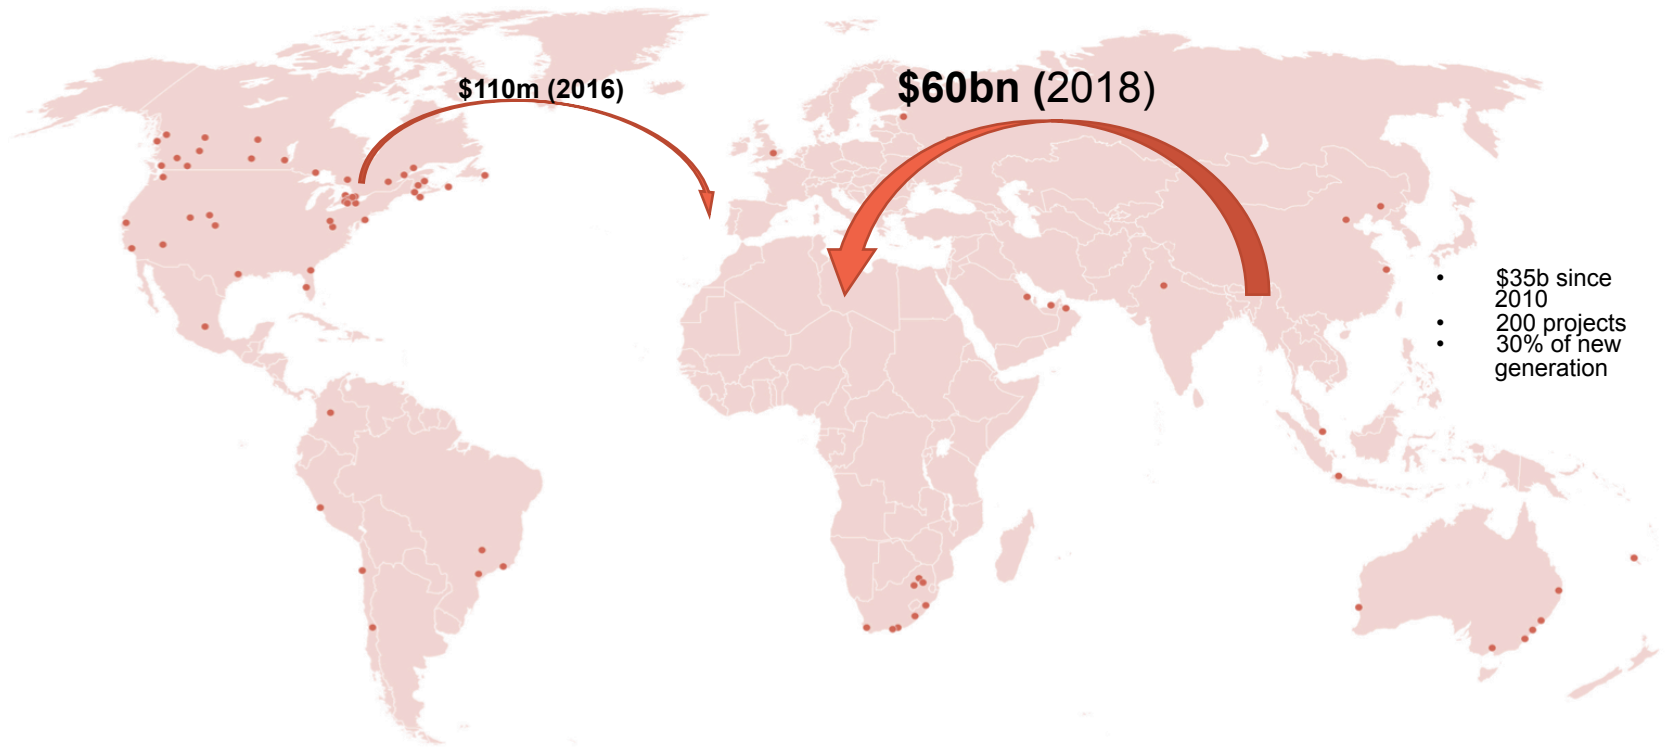 $110m (2016)
$60bn (2018)
• $35b since
2010
• 200 projects
• 30% of new
generation